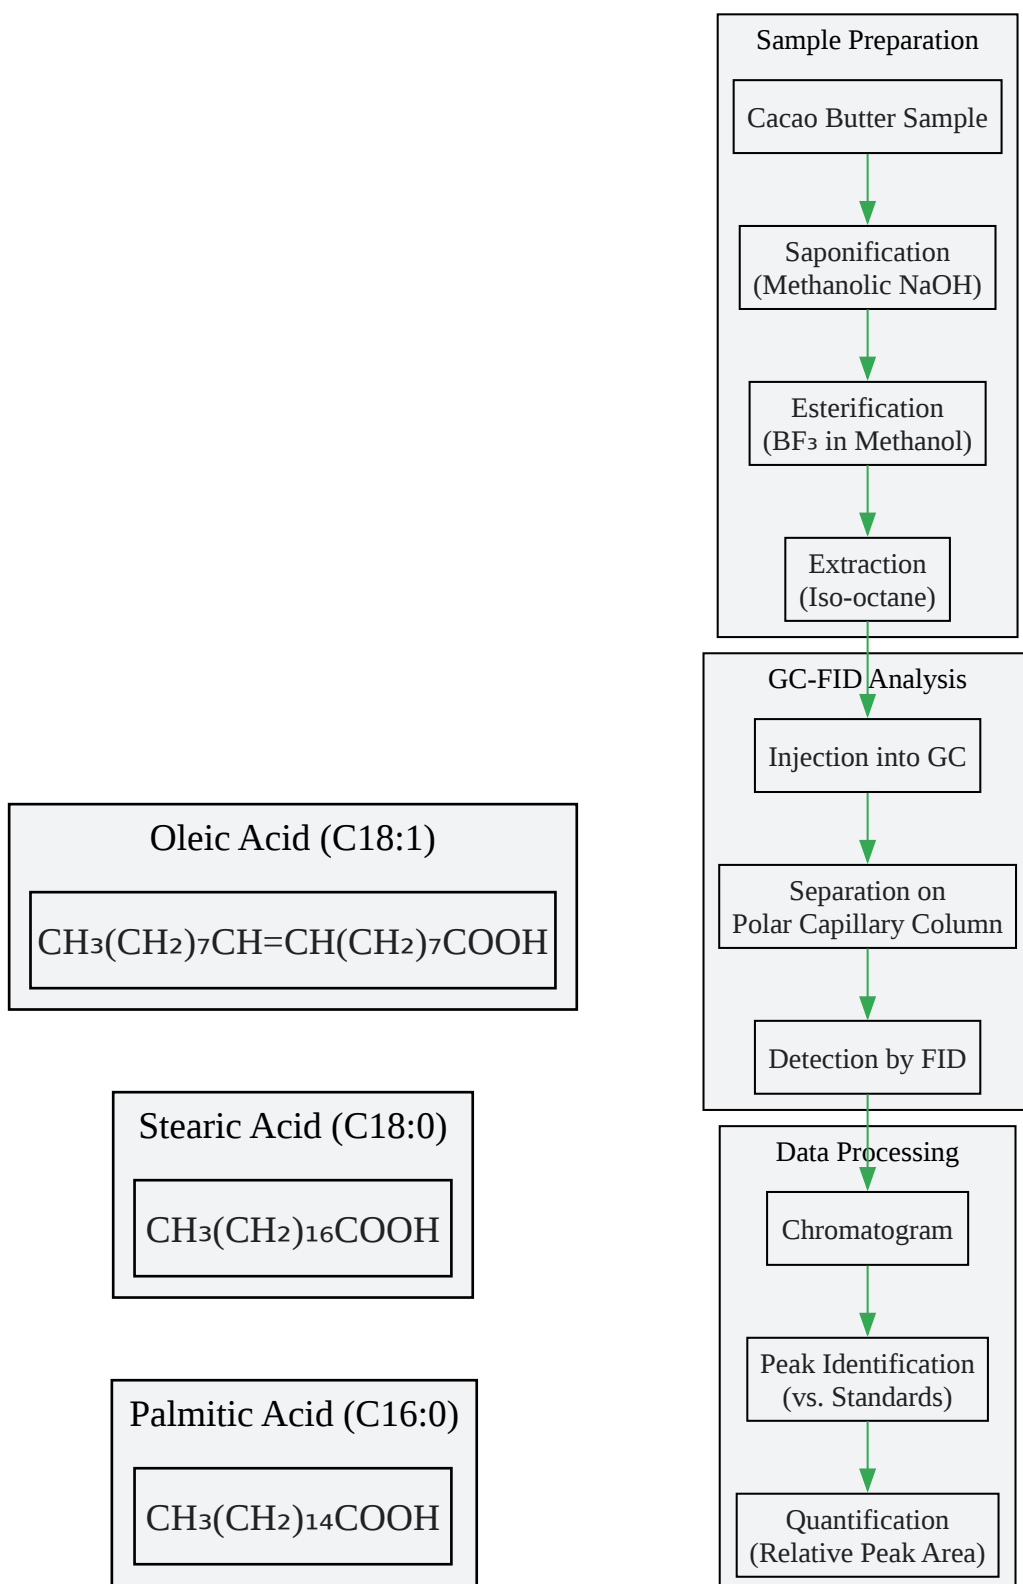 Sample Preparation
Cacao Butter Sample
Saponification
(Methanolic NaOH)
Esterification
(BF₃ in Methanol)
Extraction
(Iso-octane)
GC-FID Analysis
Injection into GC
Separation on
Polar Capillary Column
Detection by FID
Data Processing
Chromatogram
Peak Identification
(vs. Standards)
Quantification
(Relative Peak Area)
Oleic Acid (C18:1)
CH₃(CH₂)₇CH=CH(CH₂)₇COOH
Stearic Acid (C18:0)
CH₃(CH₂)₁₆COOH
Palmitic Acid (C16:0)
CH₃(CH₂)₁₄COOH